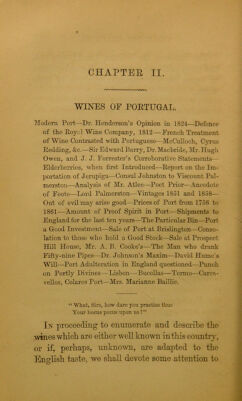 CHAPTER II.
WINES OF PORTUGAL.
Modern Port—Dr. Henderson's Opinion in 1824—Defence
of the Royal Wine Company, 1812—French Treatment
of Wine Contrasted with Portuguese—McCulloch, Cyrus
Redding, &c.—Sir Edward Barry, Dr. Macbride, Mr. Hugh
Owen, and J. J. Forrester's Corroborative Statements—
Elderberries, when first Introduced—Report on the Im-
portation of Jerupiga—Consul Johnston to Viscount Pal-
merston—Analysis of Mr. Atlee—Poet Prior—Anecdote
of Foote—Lord Palmerston—Vintages 1851 - 1858—
Out of evil may arise good—Prices of Port from 1756 to
1861—Amount of Proof Spirit in Port—Shipments to
England for the last ten years—The Particular Bin—Port
a Good Investment—Sale of Port at Brislington—Conso-
lation to those who hold a Good Stock—Sale at Prospect
Hill House, Mr. A. B. Cooke's—The Man who drank
Fifty-nine Pipes—Dr. Johnson's Maxim—David Hume's
Will—Port Adulteration in England questioned—Punch
on Portly Divines—Lisbon—Bucellas—Termo—Carca-
vellos, Colares Port—Mrs. Marianne Baillie.
"What, Sirs, how dare you practise thus
Your hocus pocus upon us?"
In proceeding to enumerate and describe the
wines which are either well known in this country,
or if, perhaps, unknown, are adapted to the
English taste, we shall devote some attention to